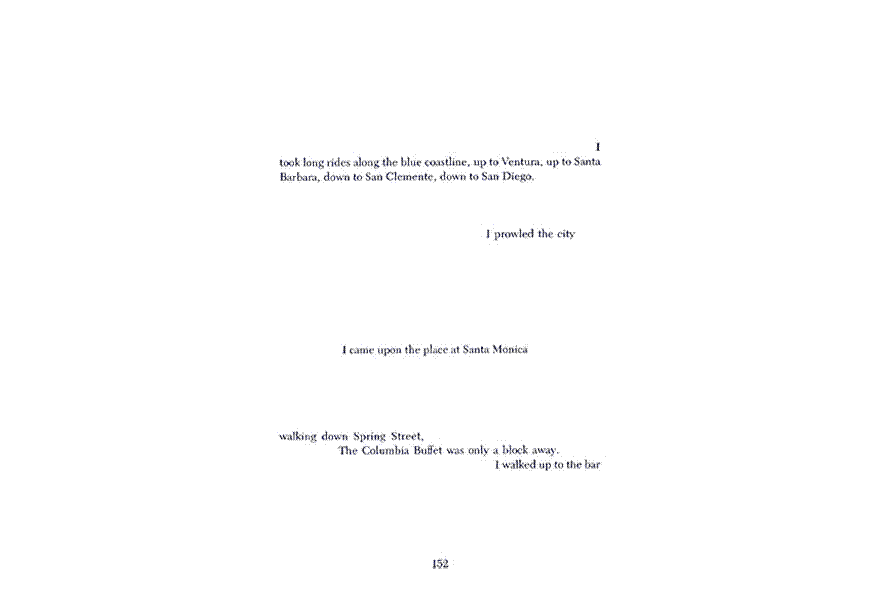 I
took long rides along the blue coastline, up to Ventura, up to Santa
Barbara, down to San Clemente, down to San Diego.
I prowled the city
I came upon the place at Santa Monica
walking down Spring Street,
The Columbia Buffet was only a block away.
I walked up to the bar
152